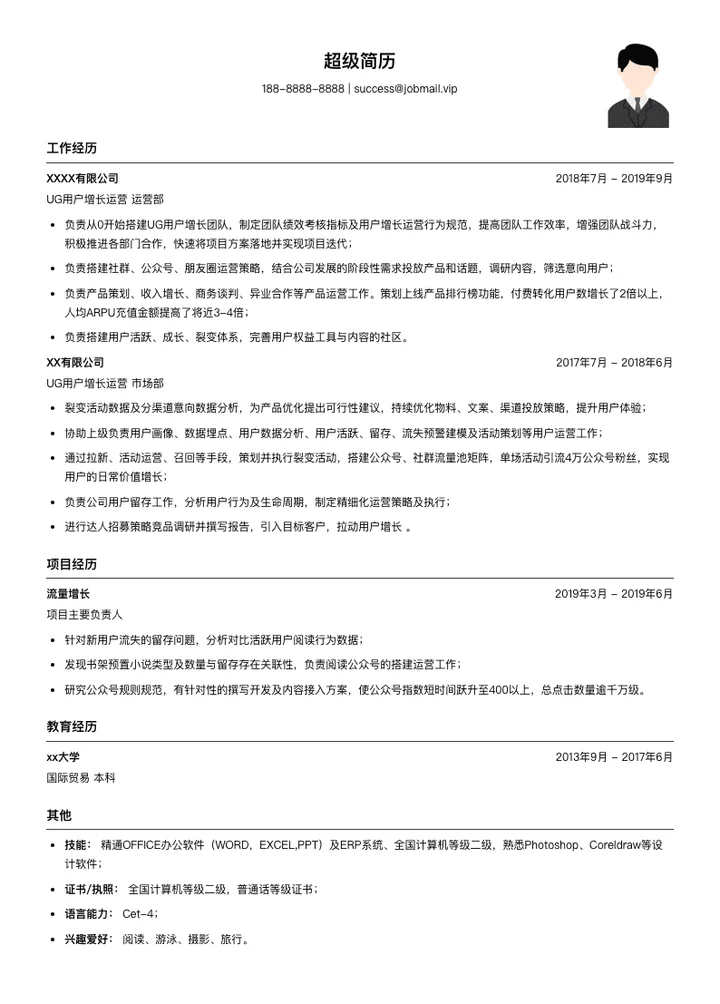 超级简历
188-8888-8888 | success@jobmail.vip
工作经历
XXXX有限公司 2018年7月 - 2019年9月
UG用户增长运营 运营部
• 负责从0开始搭建UG用户增长团队，制定团队绩效考核指标及用户增长运营行为规范，提高团队工作效率，增强团队战斗力，
积极推进各部门合作，快速将项目方案落地并实现项目迭代；
• 负责搭建社群、公众号、朋友圈运营策略，结合公司发展的阶段性需求投放产品和话题，调研内容，筛选意向用户；
• 负责产品策划、收入增长、商务谈判、异业合作等产品运营工作。策划上线产品排行榜功能，付费转化用户数增长了2倍以上，
人均ARPU充值金额提高了将近3-4倍；
• 负责搭建用户活跃、成长、裂变体系，完善用户权益工具与内容的社区。
XX有限公司 2017年7月 - 2018年6月
UG用户增长运营 市场部
• 裂变活动数据及分渠道意向数据分析，为产品优化提出可行性建议，持续优化物料、文案、渠道投放策略，提升用户体验；
• 协助上级负责用户画像、数据埋点、用户数据分析、用户活跃、留存、流失预警建模及活动策划等用户运营工作；
• 通过拉新、活动运营、召回等手段，策划并执行裂变活动，搭建公众号、社群流量池矩阵，单场活动引流4万公众号粉丝，实现
用户的日常价值增长；
• 负责公司用户留存工作，分析用户行为及生命周期，制定精细化运营策略及执行；
• 进行达人招募策略竞品调研并撰写报告，引入目标客户，拉动用户增长 。
项目经历
流量增长 2019年3月 - 2019年6月
项目主要负责人
• 针对新用户流失的留存问题，分析对比活跃用户阅读行为数据；
• 发现书架预置小说类型及数量与留存存在关联性，负责阅读公众号的搭建运营工作；
• 研究公众号规则规范，有针对性的撰写开发及内容接入方案，使公众号指数短时间跃升至400以上，总点击数量逾千万级。
教育经历
xx大学 2013年9月 - 2017年6月
国际贸易 本科
其他
• 技能： 精通OFFICE办公软件（WORD，EXCEL,PPT）及ERP系统、全国计算机等级二级，熟悉Photoshop、Coreldraw等设
计软件；
• 证书/执照： 全国计算机等级二级，普通话等级证书；
• 语言能力： Cet-4；
• 兴趣爱好： 阅读、游泳、摄影、旅行。